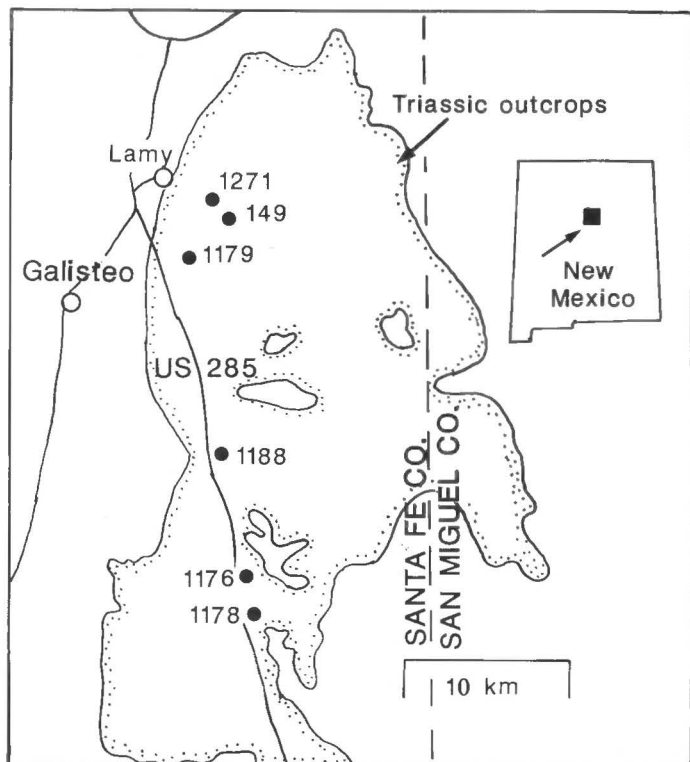 Triassic outcrops
Lamy
1271
149
1179
Galisteo
New
Mexico
US 285
1188
SANTA FE CO.
SAN MIGUEL CO.
1176
1178
10 km